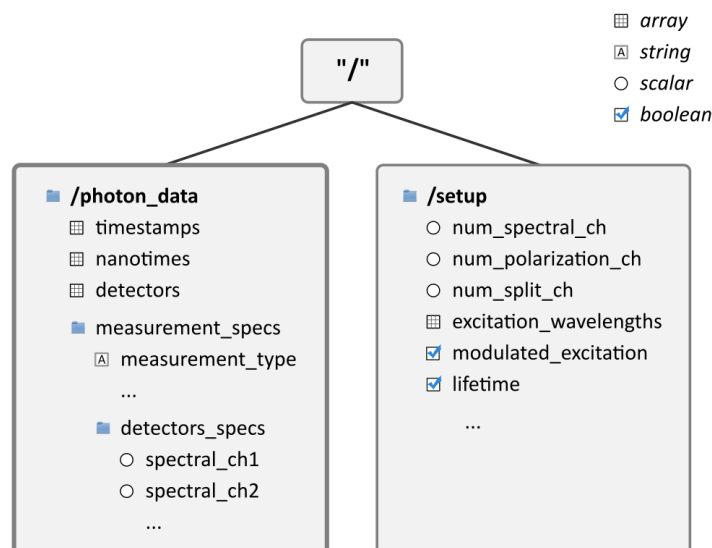 array
string
scalar
boolean
"/"
/photon_data
timestamps
nanotimes
detectors
measurement_specs
A measurement_type
...
detectors_specs
spectral_ch1
spectral_ch2
...
/setup
num_spectral_ch
num_polarization_ch
num_split_ch
excitation_wavelengths
modulated_excitation
lifetime
...